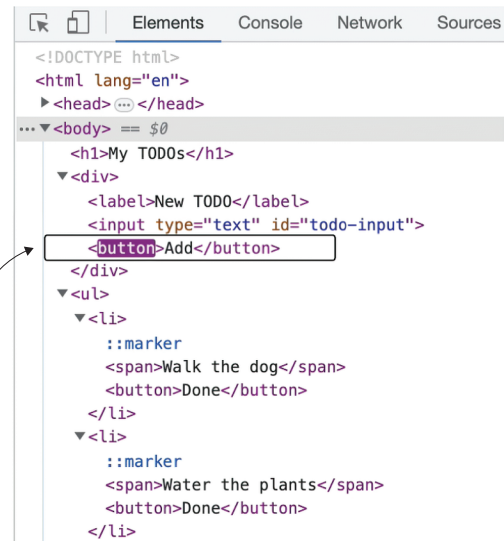 Elements Console Network Sources
<!DOCTYPE html>
<html lang="en">
<head>…</head>
…<body> == $0
<h1>My TODOs</h1>
<div>
<label>New TODO</label>
<input type="text" id="todo-input">
<button>Add</button>
</div>
<ul>
<li>
::marker
<span>Walk the dog</span>
<button>Done</button>
</li>
<li>
::marker
<span>Water the plants</span>
<button>Done</button>
</li>